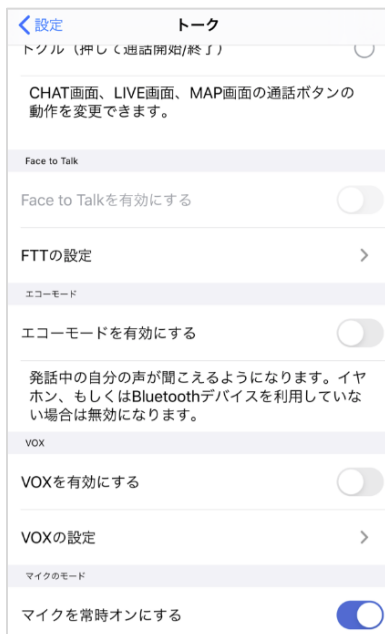 設定
トーク
トグル（押して通話開始/終了）
CHAT画面、LIVE画面、MAP画面の通話ボタンの
動作を変更できます。
Face to Talk
Face to Talkを有効にする
FTTの設定
エコーモード
エコーモードを有効にする
発話中の自分の声が聞こえるようになります。イヤ
ホン、もしくはBluetoothデバイスを利用していな
い場合は無効になります。
VOX
VOXを有効にする
VOXの設定
マイクのモード
マイクを常時オンにする